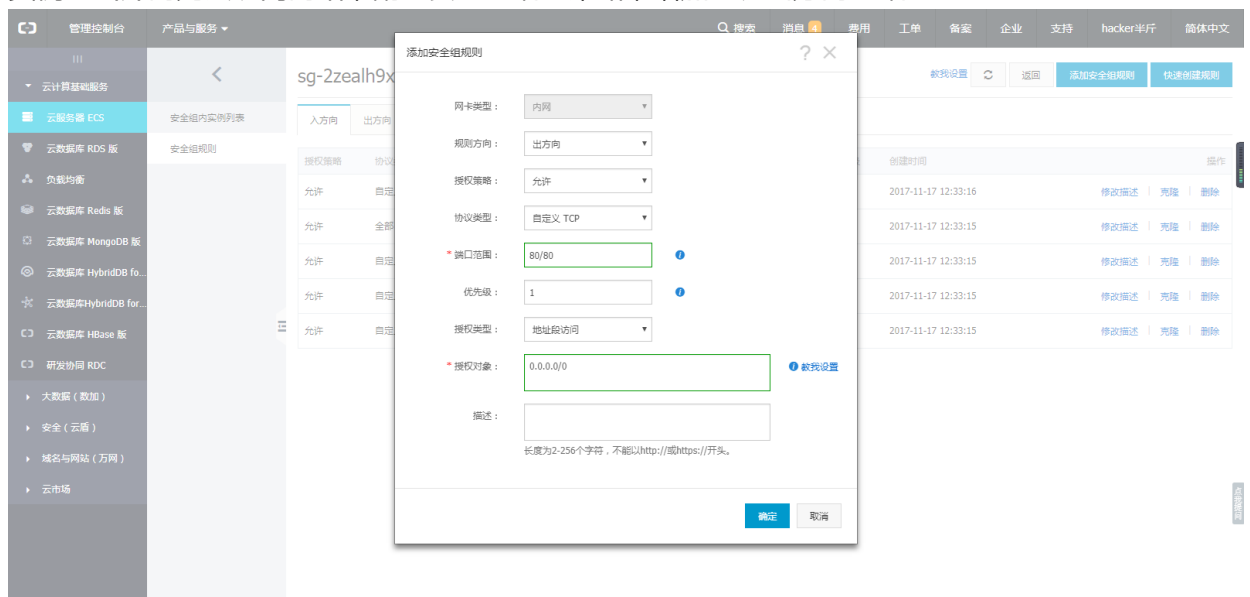 管理控制台 产品与服务 搜索 消息 4 费用 工单 备案 企业 支持 hacker半斤 简体中文
云计算基础服务
云服务器 ECS
云数据库 RDS 版
负载均衡
云数据库 Redis 版
云数据库 MongoDB 版
云数据库 HybridDB fo...
云数据库HybridDB for...
云数据库 HBase 版
研发协同 RDC
大数据（数加）
安全（云盾）
域名与网站（万网）
云市场
安全组内实例列表
安全组规则
sg-2zealh9x
教我设置 返回 添加安全组规则 快速创建规则
入方向 出方向
授权策略 协议 创建时间 操作
允许 自定 2017-11-17 12:33:16 修改描述 克隆 删除
允许 全部 2017-11-17 12:33:15 修改描述 克隆 删除
允许 自定 2017-11-17 12:33:15 修改描述 克隆 删除
允许 自定 2017-11-17 12:33:15 修改描述 克隆 删除
允许 自定 2017-11-17 12:33:15 修改描述 克隆 删除
添加安全组规则
网卡类型： 内网
规则方向： 出方向
授权策略： 允许
协议类型： 自定义 TCP
* 端口范围： 80/80
优先级： 1
授权类型： 地址段访问
* 授权对象： 0.0.0.0/0 教我设置
描述：
长度为2-256个字符，不能以http://或https://开头。
确定 取消